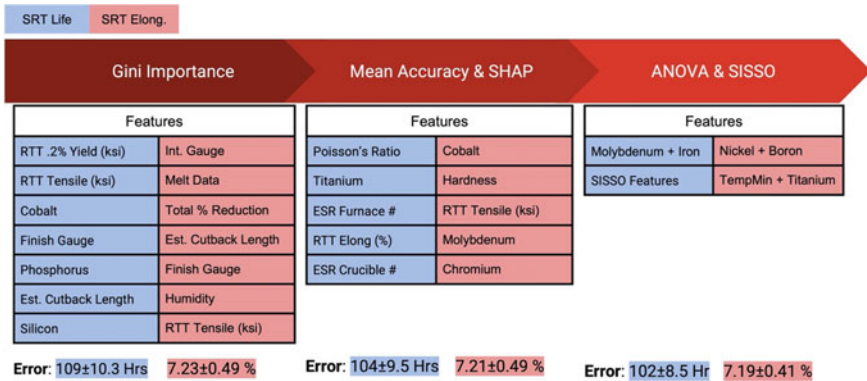 SRT Life SRT Elong.
Gini Importance Mean Accuracy & SHAP ANOVA & SISSO
Features
RTT .2% Yield (ksi) Int. Gauge
RTT Tensile (ksi) Melt Data
Cobalt Total % Reduction
Finish Gauge Est. Cutback Length
Phosphorus Finish Gauge
Est. Cutback Length Humidity
Silicon RTT Tensile (ksi)
Error: 109±10.3 Hrs 7.23±0.49 %
Features
Poisson's Ratio Cobalt
Titanium Hardness
ESR Furnace # RTT Tensile (ksi)
RTT Elong (%) Molybdenum
ESR Crucible # Chromium
Error: 104±9.5 Hrs 7.21±0.49 %
Features
Molybdenum + Iron Nickel + Boron
SISSO Features TempMin + Titanium
Error: 102±8.5 Hr 7.19±0.41 %